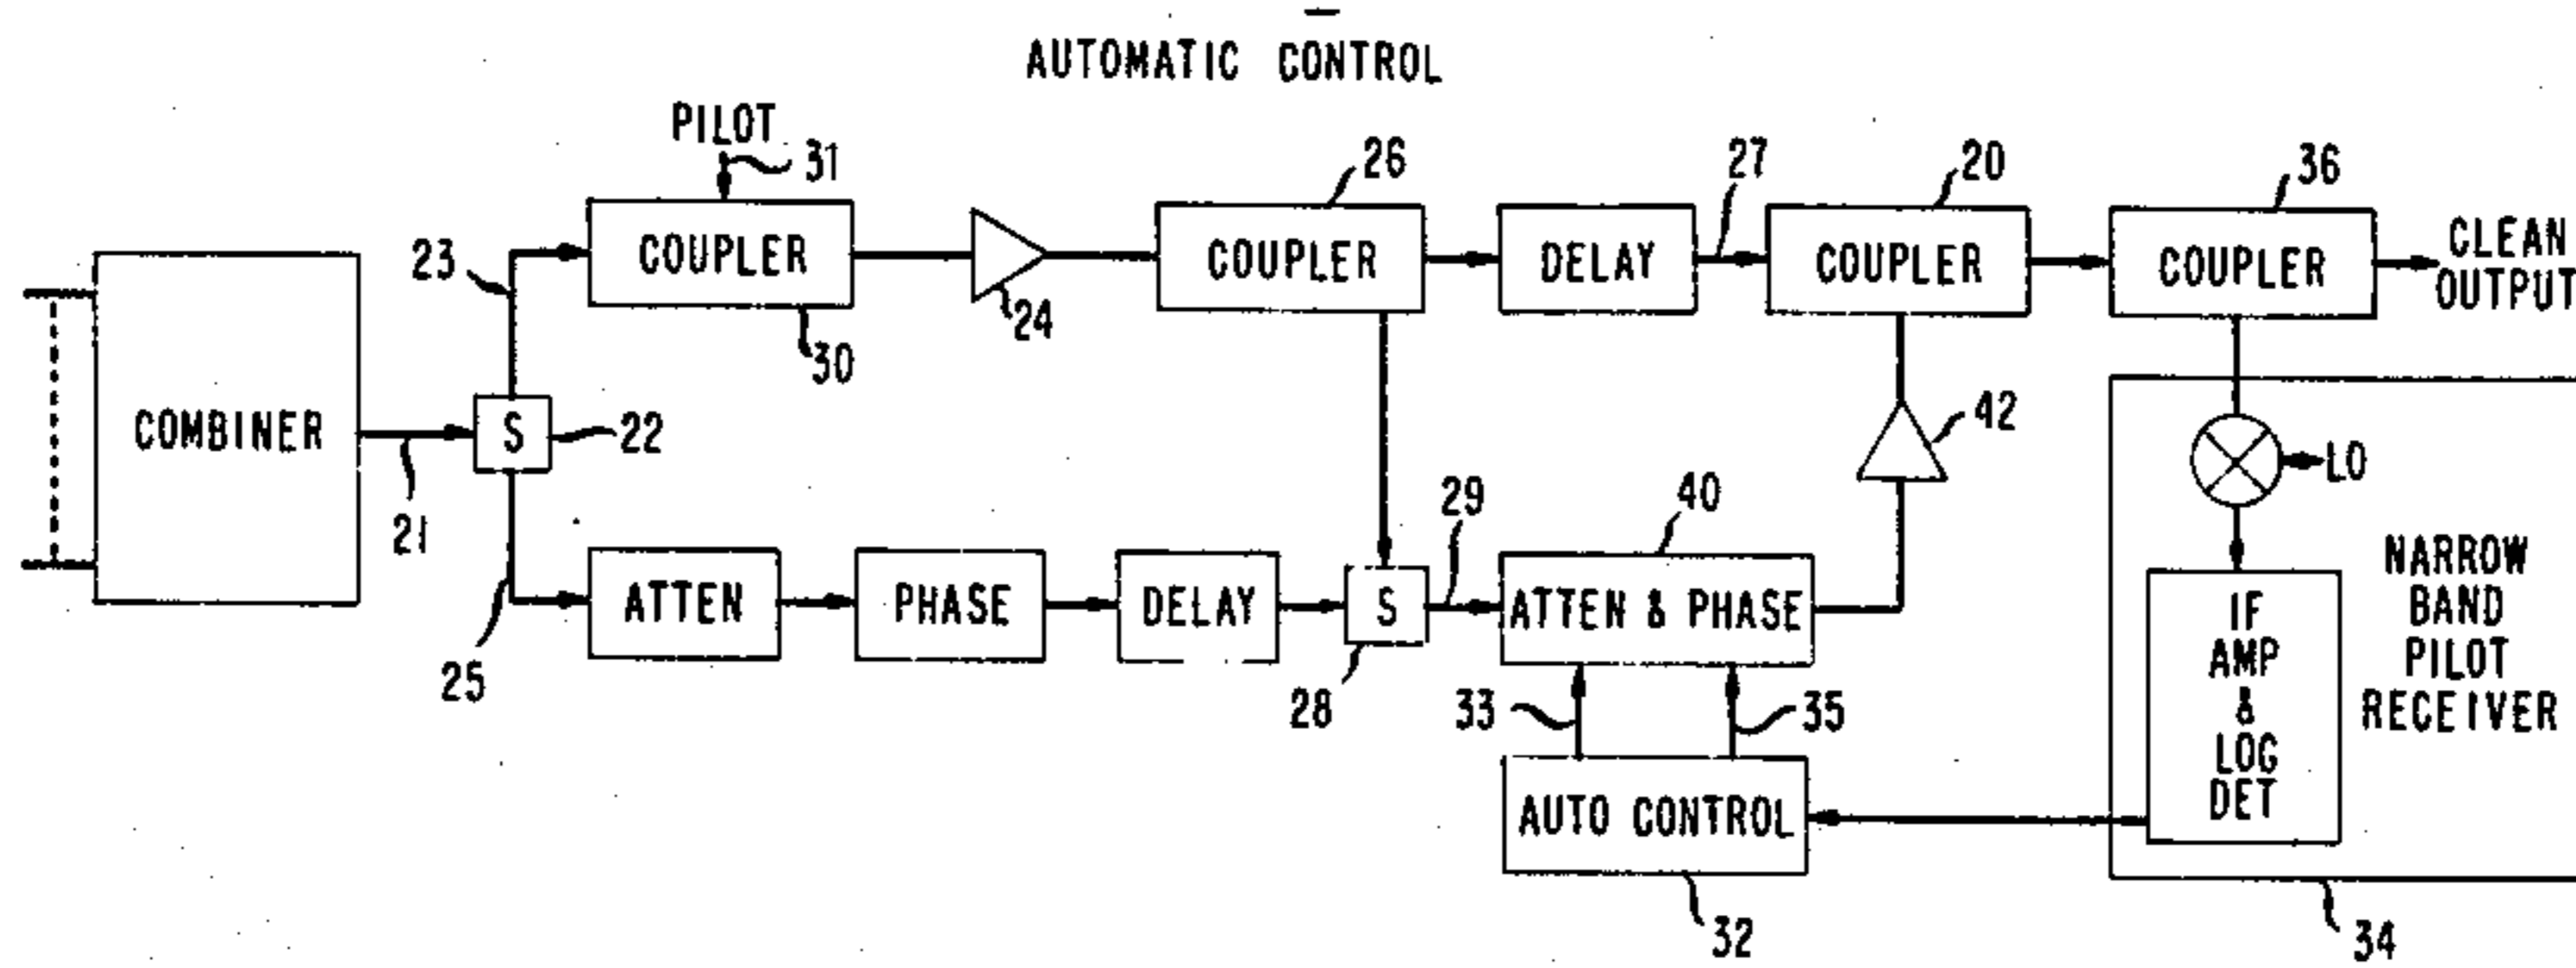 AUTOMATIC CONTROL
PILOT
31
26
27
20
36
23
COUPLER
COUPLER
DELAY
COUPLER
COUPLER
CLEAN
OUTPUT
24
30
COMBINER
S
22
42
LO
21
29
40
25
ATTEN
PHASE
DELAY
S
ATTEN & PHASE
28
33
35
NARROW
BAND
PILOT
RECEIVER
IF
AMP
&
LOG
DET
AUTO CONTROL
32
34